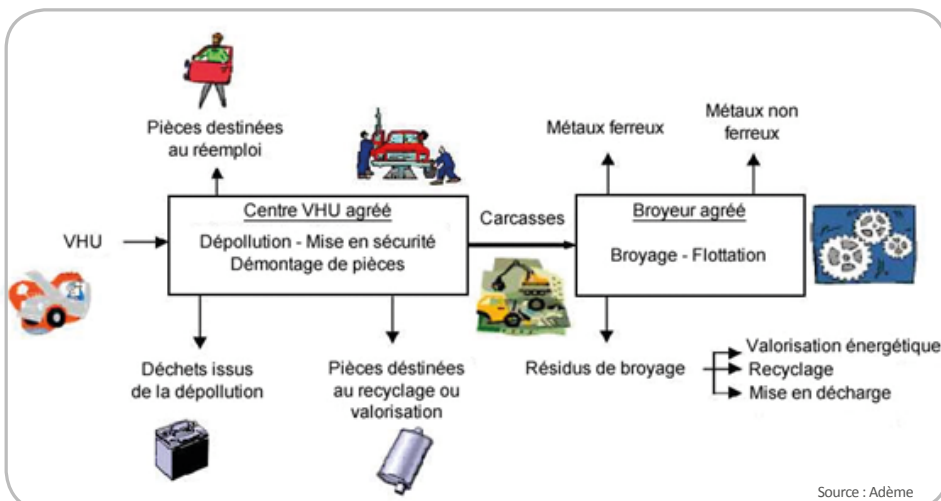 Pièces destinées
au réemploi
Métaux ferreux
Métaux non
ferreux
VHU
Centre VHU agréé
Dépollution - Mise en sécurité
Démontage de pièces
Carcasses
Broyeur agréé
Broyage - Flottation
Déchets issus
de la dépollution
Pièces déstinées
au recyclage ou
valorisation
Résidus de broyage
Valorisation énergétique
Recyclage
Mise en décharge
Source : Adème